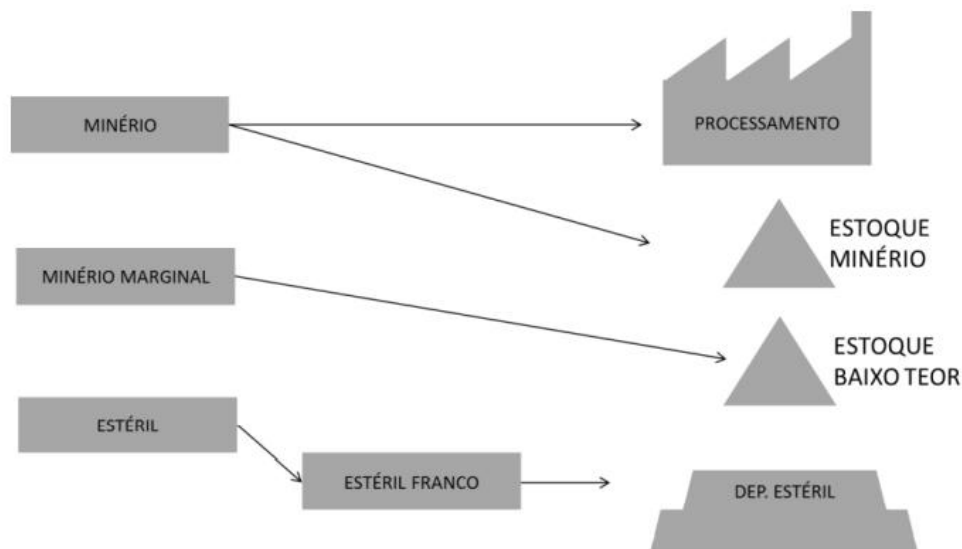 MINÉRIO
PROCESSAMENTO
ESTOQUE
MINÉRIO
MINÉRIO MARGINAL
ESTOQUE
BAIXO TEOR
ESTÉRIL
ESTÉRIL FRANCO
DEP. ESTÉRIL